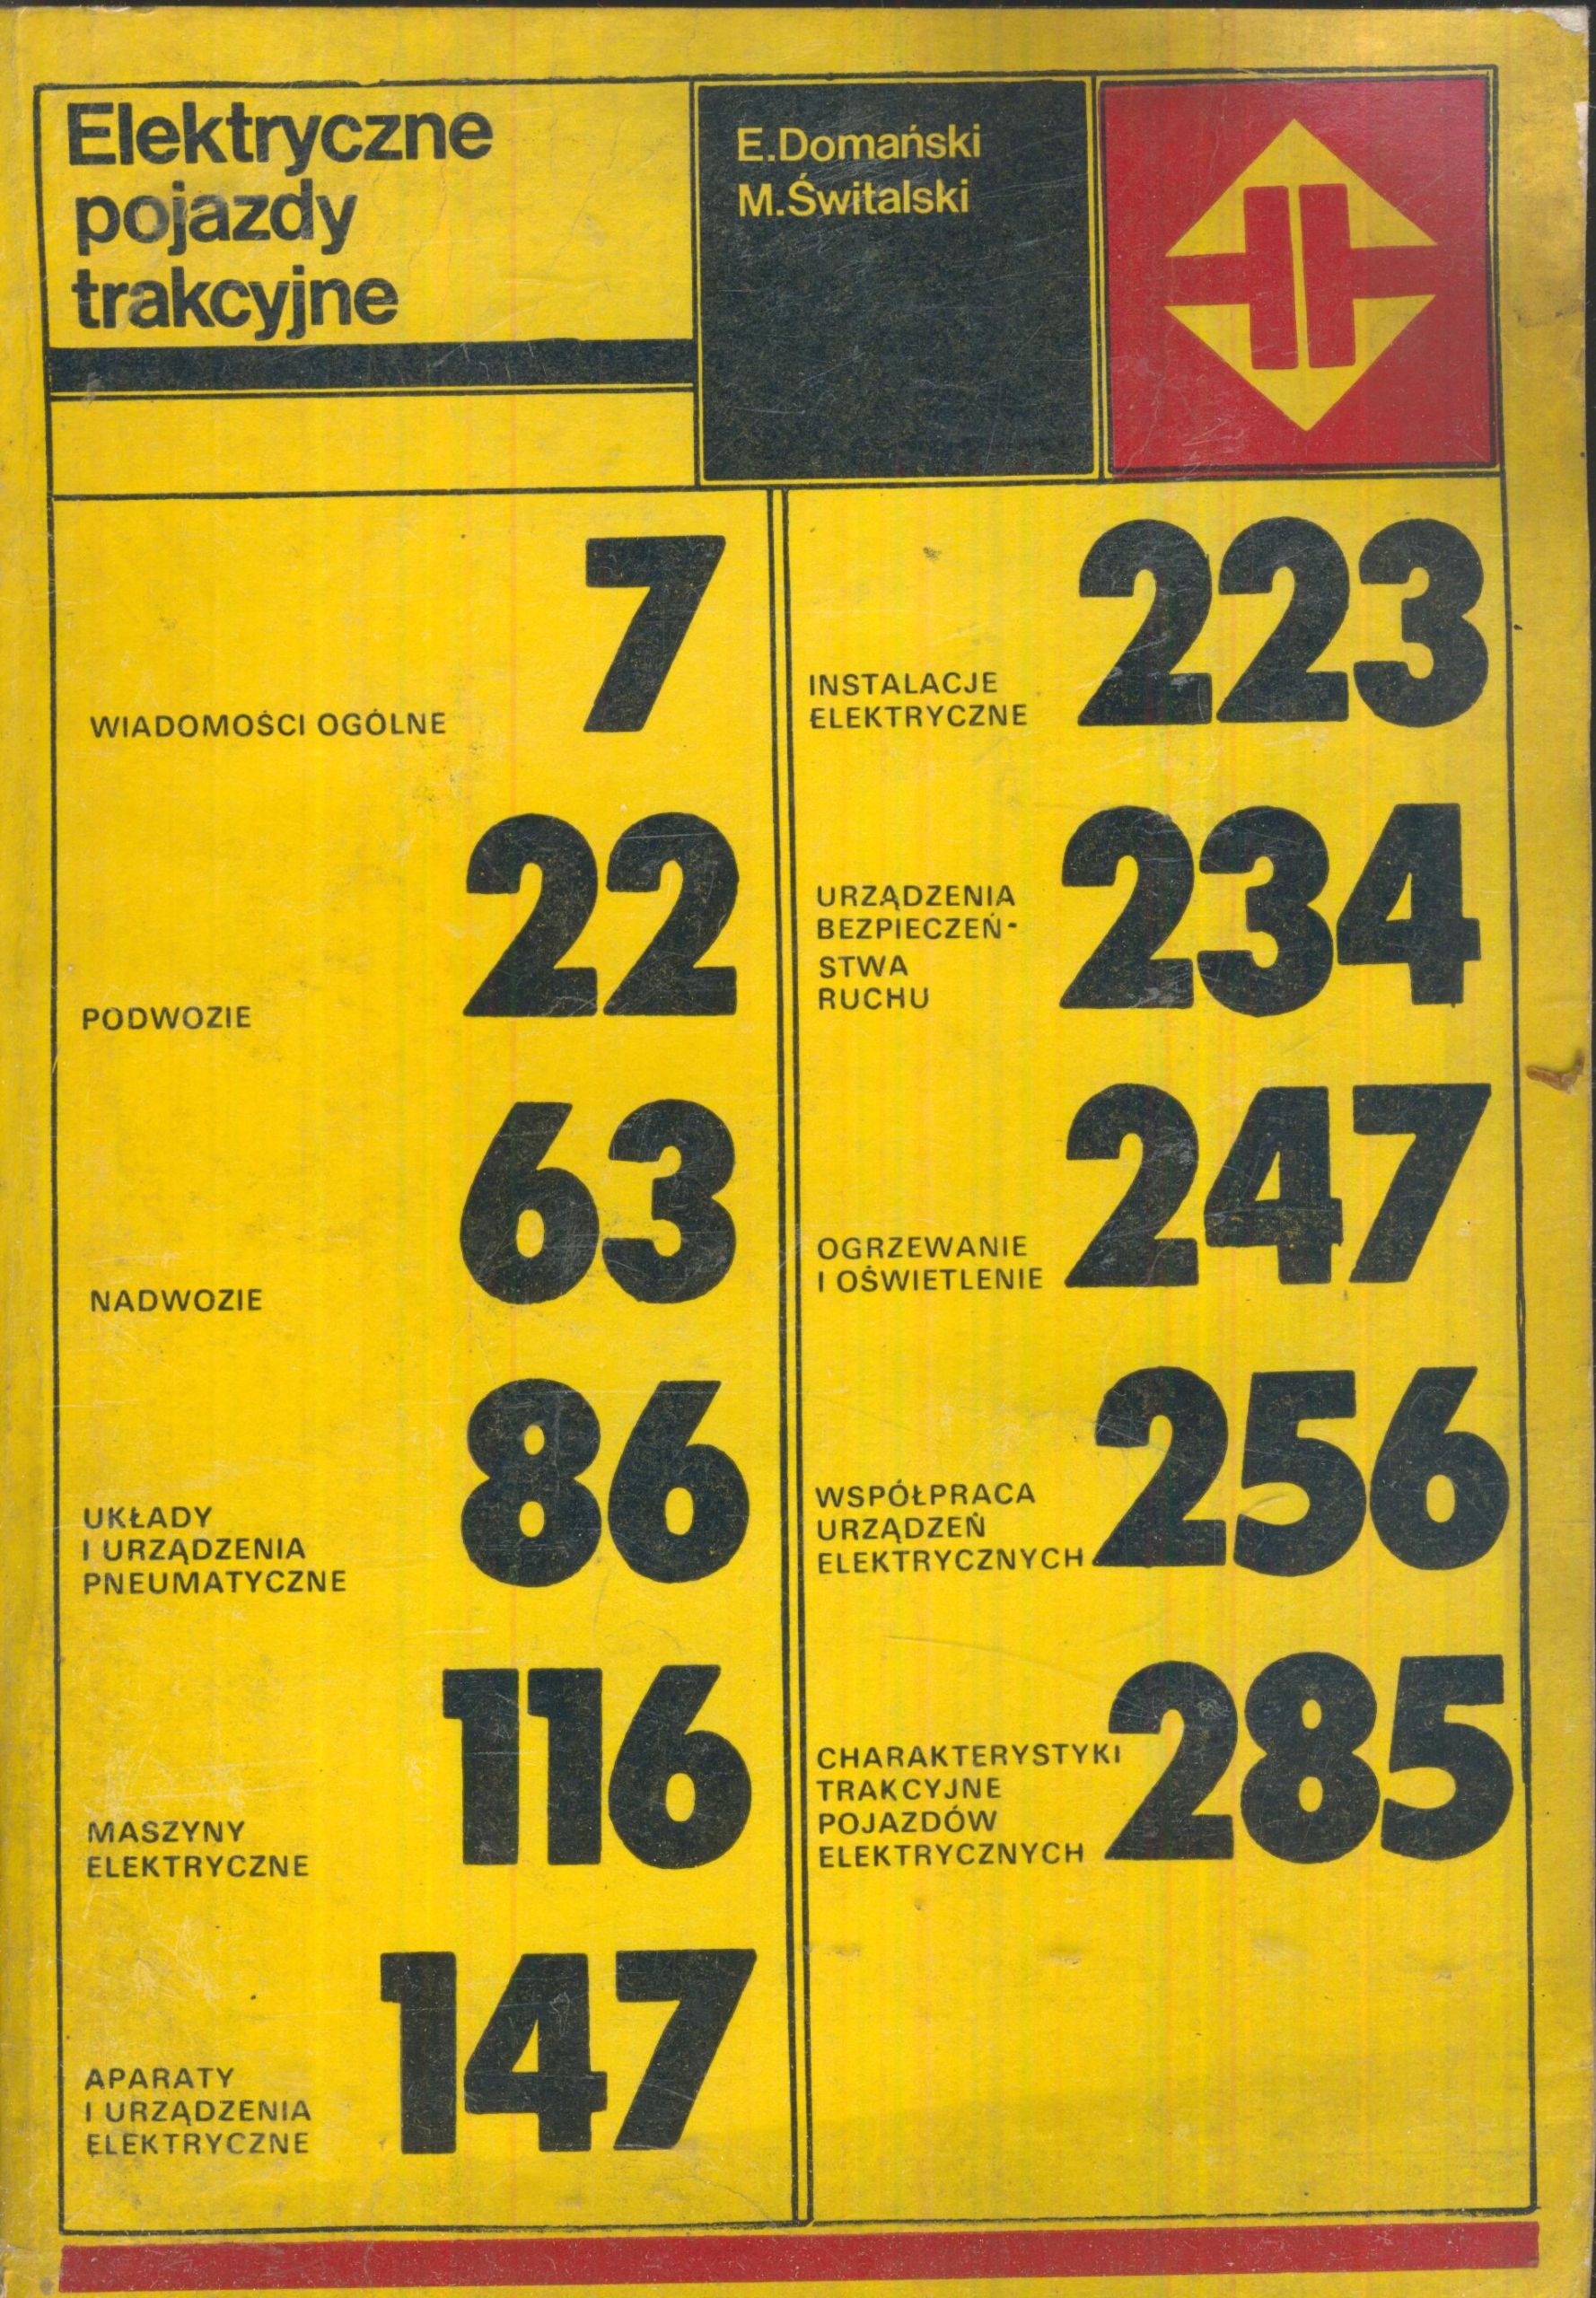 Elektryczne
pojazdy
trakcyjne
E.Domański
M.Świtalski
WIADOMOŚCI OGÓLNE
7
PODWOZIE
22
NADWOZIE
63
UKŁADY
I URZĄDZENIA
PNEUMATYCZNE
86
MASZYNY
ELEKTRYCZNE
116
APARATY
I URZĄDZENIA
ELEKTRYCZNE
147
INSTALACJE
ELEKTRYCZNE
223
URZĄDZENIA
BEZPIECZEŃ-
STWA
RUCHU
234
OGRZEWANIE
I OŚWIETLENIE
247
WSPÓŁPRACA
URZĄDZEŃ
ELEKTRYCZNYCH
256
CHARAKTERYSTYKI
TRAKCYJNE
POJAZDÓW
ELEKTRYCZNYCH
285